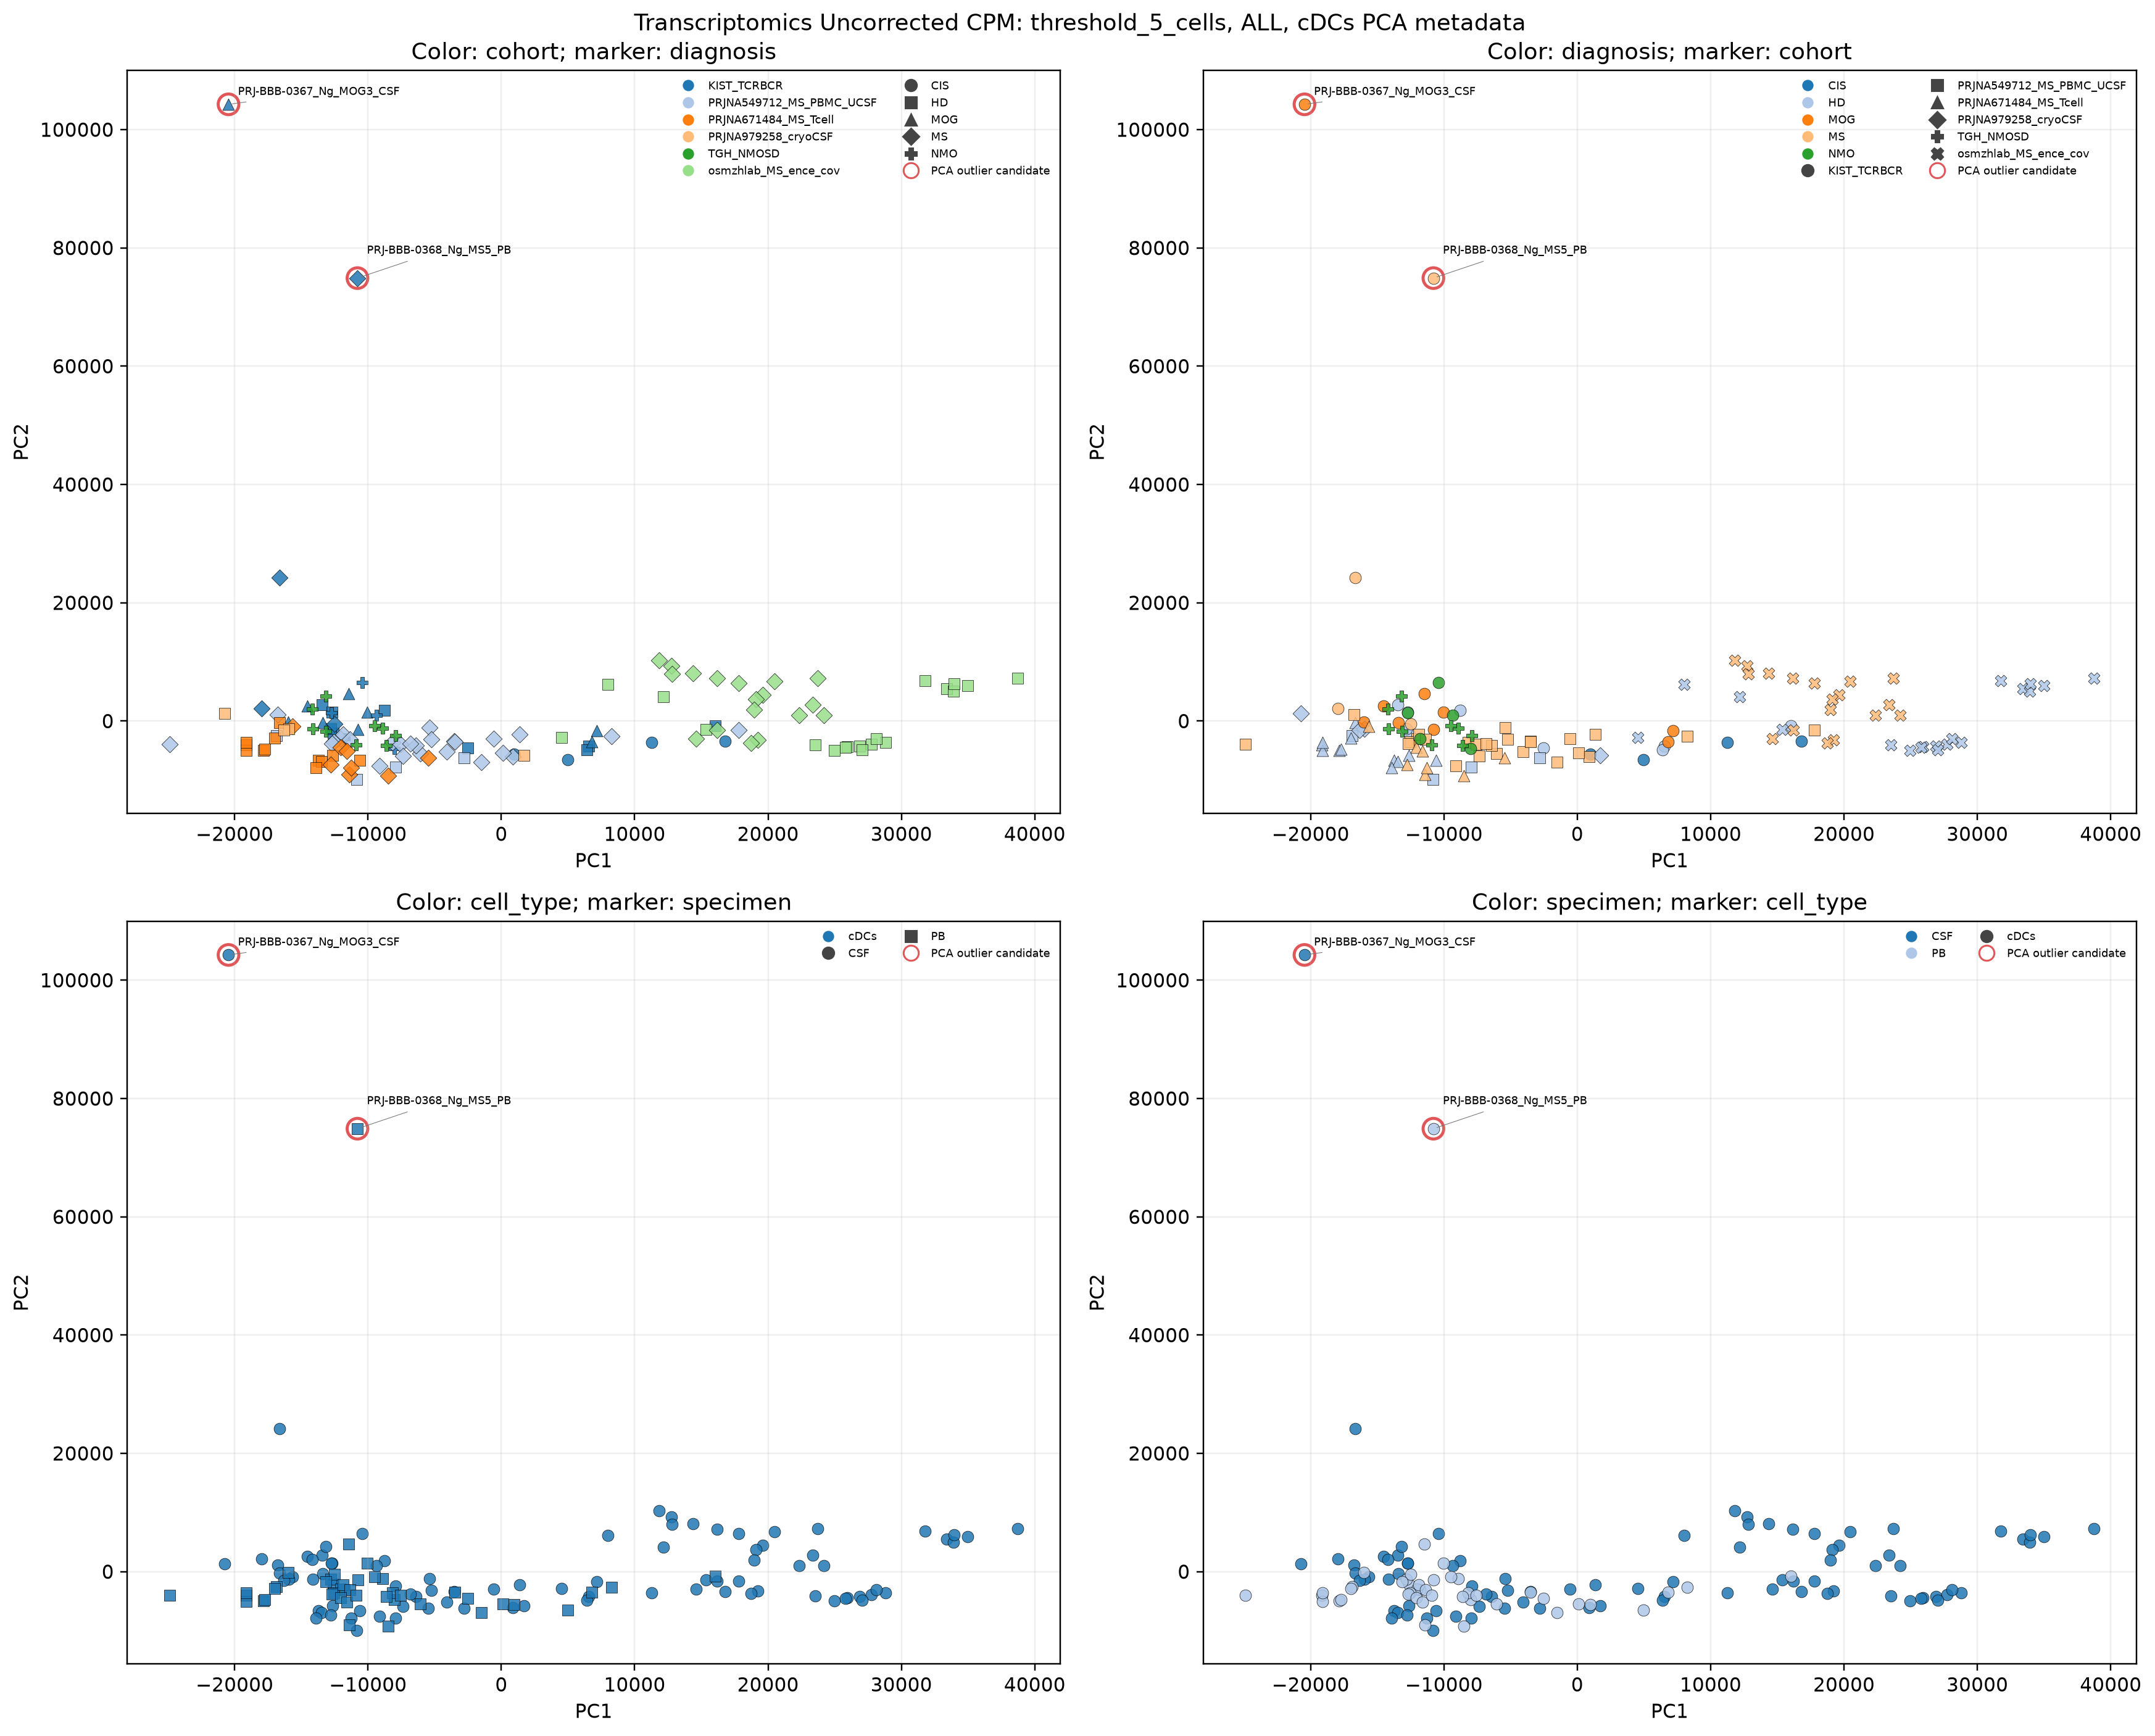 Transcriptomics Uncorrected CPM: threshold_5_cells, ALL, cDCs PCA metadata
Color: cohort; marker: diagnosis
PRJ-BBB-0367_Ng_MOG3_CSF
KIST_TCRBCR
PRJNA549712_MS_PBMC_UCSF
PRJNA671484_MS_Tcell
PRJNA979258_cryoCSF
TGH_NMOSD
osmzhlab_MS_ence_cov
CIS
HD
MOG
MS
NMO
PCA outlier candidate
PRJ-BBB-0368_Ng_MS5_PB
100000
80000
60000
40000
20000
0
PC2
−20000
−10000
0
10000
20000
30000
40000
PC1
Color: diagnosis; marker: cohort
PRJ-BBB-0367_Ng_MOG3_CSF
CIS
HD
MOG
MS
NMO
KIST_TCRBCR
PRJNA549712_MS_PBMC_UCSF
PRJNA671484_MS_Tcell
PRJNA979258_cryoCSF
TGH_NMOSD
osmzhlab_MS_ence_cov
PCA outlier candidate
PRJ-BBB-0368_Ng_MS5_PB
100000
80000
60000
40000
20000
0
PC2
−20000
−10000
0
10000
20000
30000
40000
PC1
Color: cell_type; marker: specimen
PRJ-BBB-0367_Ng_MOG3_CSF
cDCs
CSF
PB
PCA outlier candidate
PRJ-BBB-0368_Ng_MS5_PB
100000
80000
60000
40000
20000
0
PC2
−20000
−10000
0
10000
20000
30000
40000
PC1
Color: specimen; marker: cell_type
PRJ-BBB-0367_Ng_MOG3_CSF
CSF
PB
cDCs
PCA outlier candidate
PRJ-BBB-0368_Ng_MS5_PB
100000
80000
60000
40000
20000
0
PC2
−20000
−10000
0
10000
20000
30000
40000
PC1